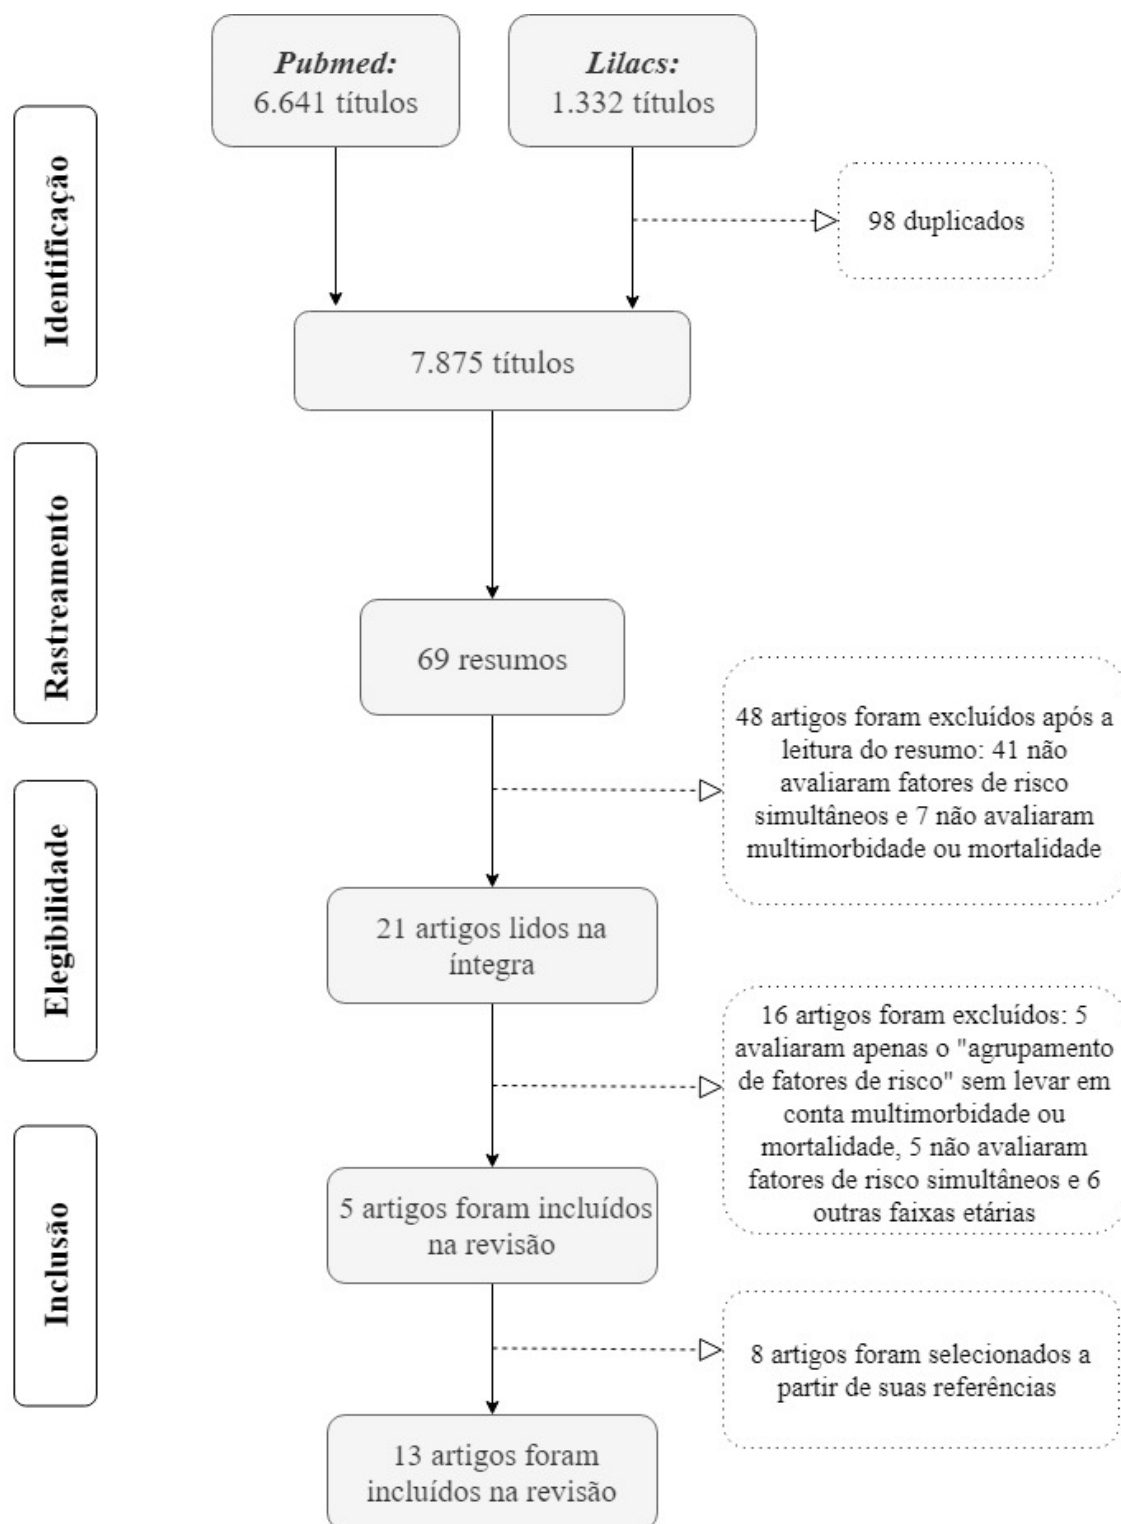 Pubmed:
6.641 títulos
Lilacs:
1.332 títulos
Identificação
98 duplicados
7.875 títulos
Rastreamento
69 resumos
48 artigos foram excluídos após a
leitura do resumo: 41 não
avaliaram fatores de risco
simultâneos e 7 não avaliaram
multimorbidade ou mortalidade
Elegibilidade
21 artigos lidos na
íntegra
16 artigos foram excluídos: 5
avaliaram apenas o "agrupamento
de fatores de risco" sem levar em
conta multimorbidade ou
mortalidade, 5 não avaliaram
fatores de risco simultâneos e 6
outras faixas etárias
Inclusão
5 artigos foram incluídos
na revisão
8 artigos foram selecionados a
partir de suas referências
13 artigos foram
incluídos na revisão